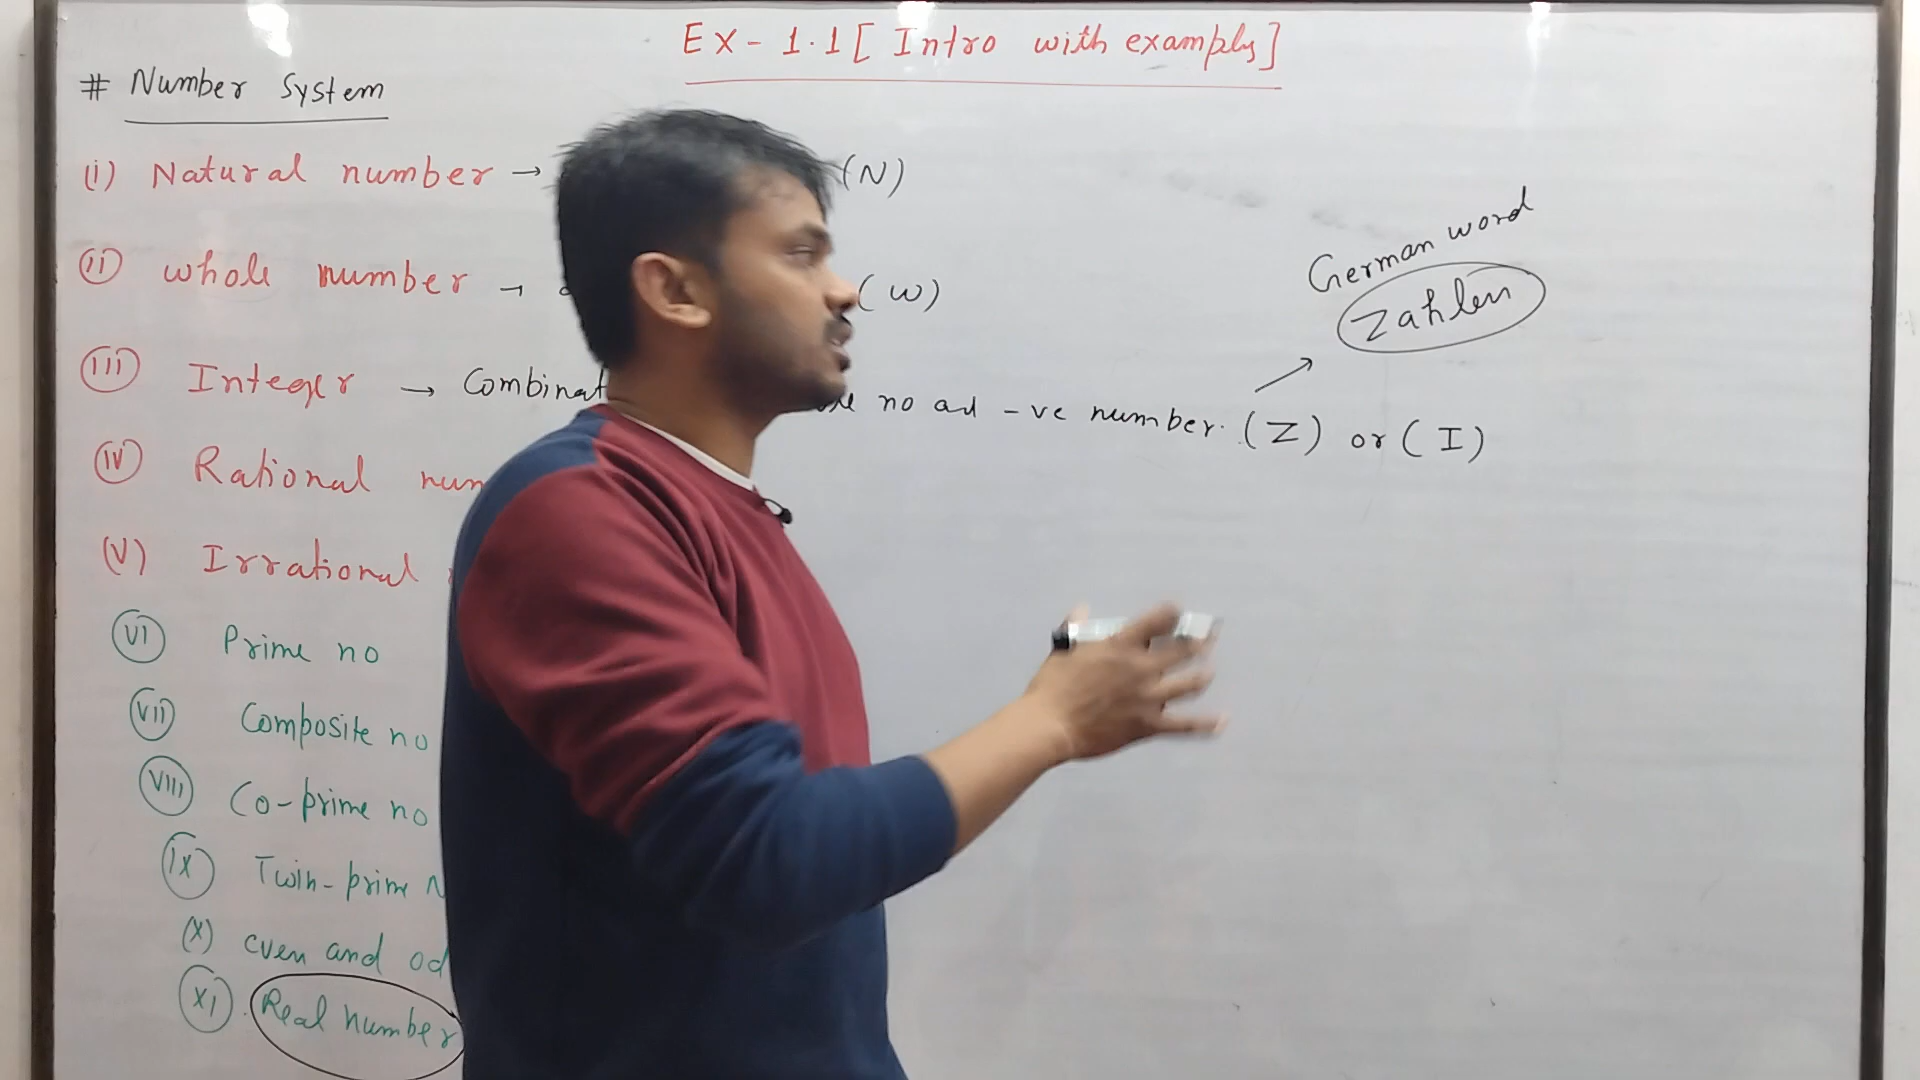 Ex-1.1 [ Intro with examples ]
# Number System
(i) Natural number → (N)
(ii) whole number → (W)
(iii) Integer → Combinat no and -ve number. (Z) or (I)
German word
Zahlen
(iv) Rational num
(v) Irrational
(vi) Prime no
(vii) Composite no
(viii) Co-prime no
(ix) Twin-prime N
(x) even and od
(xi) Real number